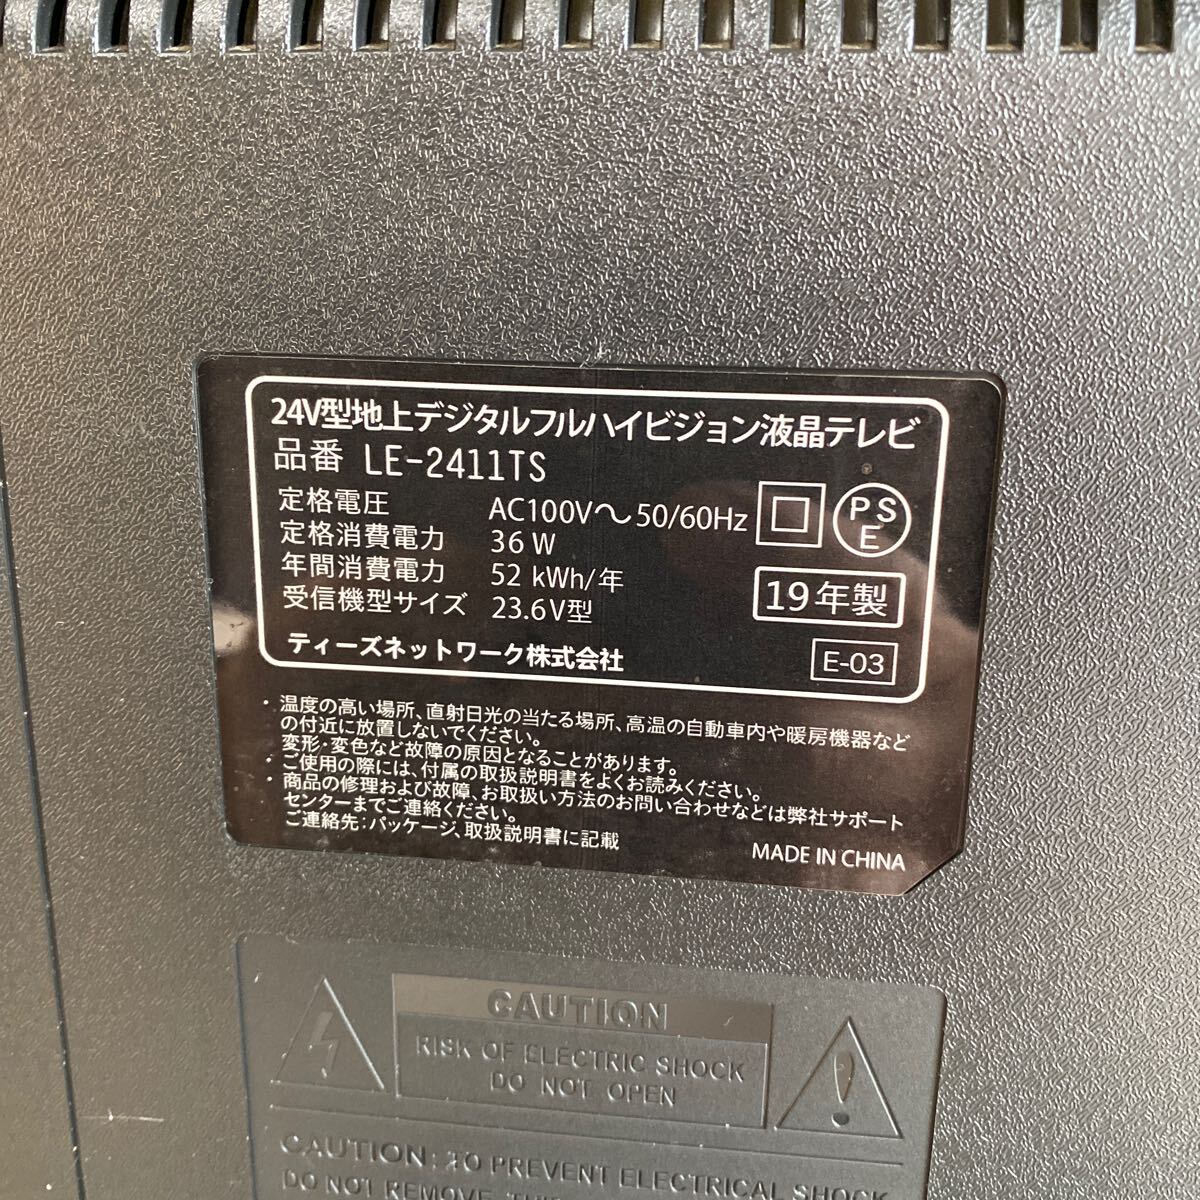 24V型地上デジタルフルハイビジョン液晶テレビ
品番 LE-2411TS
定格電圧 AC100V～50/60Hz
定格消費電力 36 W
年間消費電力 52 kWh/年
受信機型サイズ 23.6V型
PSE
19年製
ティーズネットワーク株式会社
E-03
・温度の高い場所、直射日光の当たる場所、高温の自動車内や暖房機器など
の付近に放置しないでください。
変形・変色など故障の原因となることがあります。
・ご使用の際には、付属の取扱説明書をよくお読みください。
・商品の修理および故障、お取扱い方法のお問い合わせなどは弊社サポート
センターまでご連絡ください。
ご連絡先：パッケージ、取扱説明書に記載
MADE IN CHINA
CAUTION
RISK OF ELECTRIC SHOCK
DO NOT OPEN
CAUTION: TO PREVENT ELECTRICAL SHOCK
DO NOT REMOVE THIS